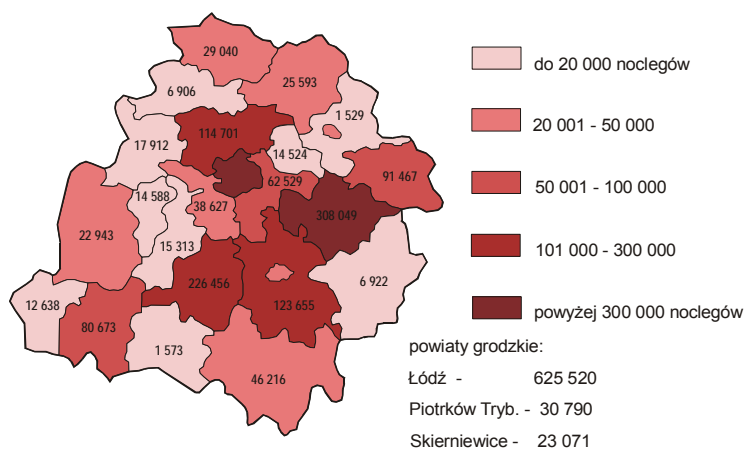 29 040
25 593
6 906
1 529
114 701
17 912
14 524
91 467
62 529
14 588
38 627
308 049
22 943
15 313
226 456
6 922
12 638
123 655
80 673
1 573
46 216
do 20 000 noclegów
20 001 - 50 000
50 001 - 100 000
101 000 - 300 000
powyżej 300 000 noclegów
powiaty grodzkie:
Łódź - 625 520
Piotrków Tryb. - 30 790
Skierniewice - 23 071